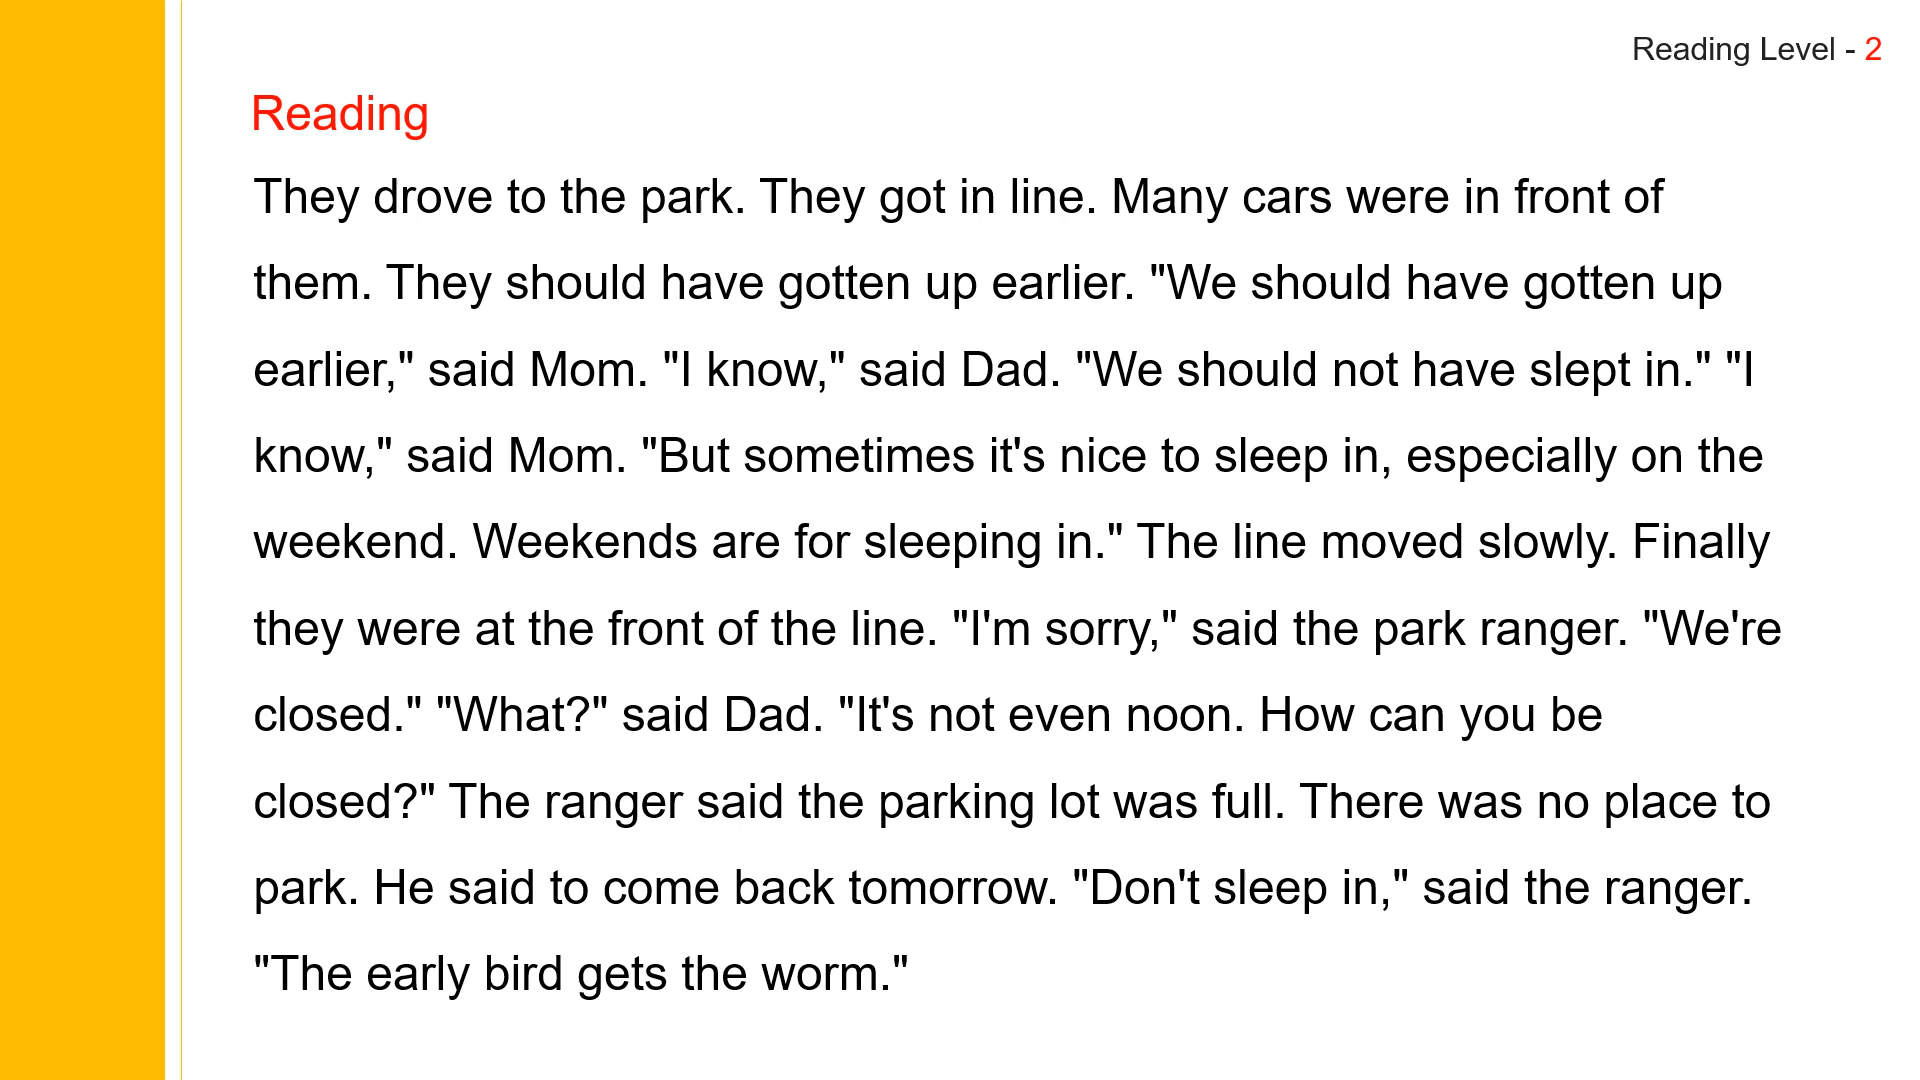 Reading Level - 2
Reading
They drove to the park. They got in line. Many cars were in front of
them. They should have gotten up earlier. "We should have gotten up
earlier," said Mom. "I know," said Dad. "We should not have slept in." "I
know," said Mom. "But sometimes it's nice to sleep in, especially on the
weekend. Weekends are for sleeping in." The line moved slowly. Finally
they were at the front of the line. "I'm sorry," said the park ranger. "We're
closed." "What?" said Dad. "It's not even noon. How can you be
closed?" The ranger said the parking lot was full. There was no place to
park. He said to come back tomorrow. "Don't sleep in," said the ranger.
"The early bird gets the worm."